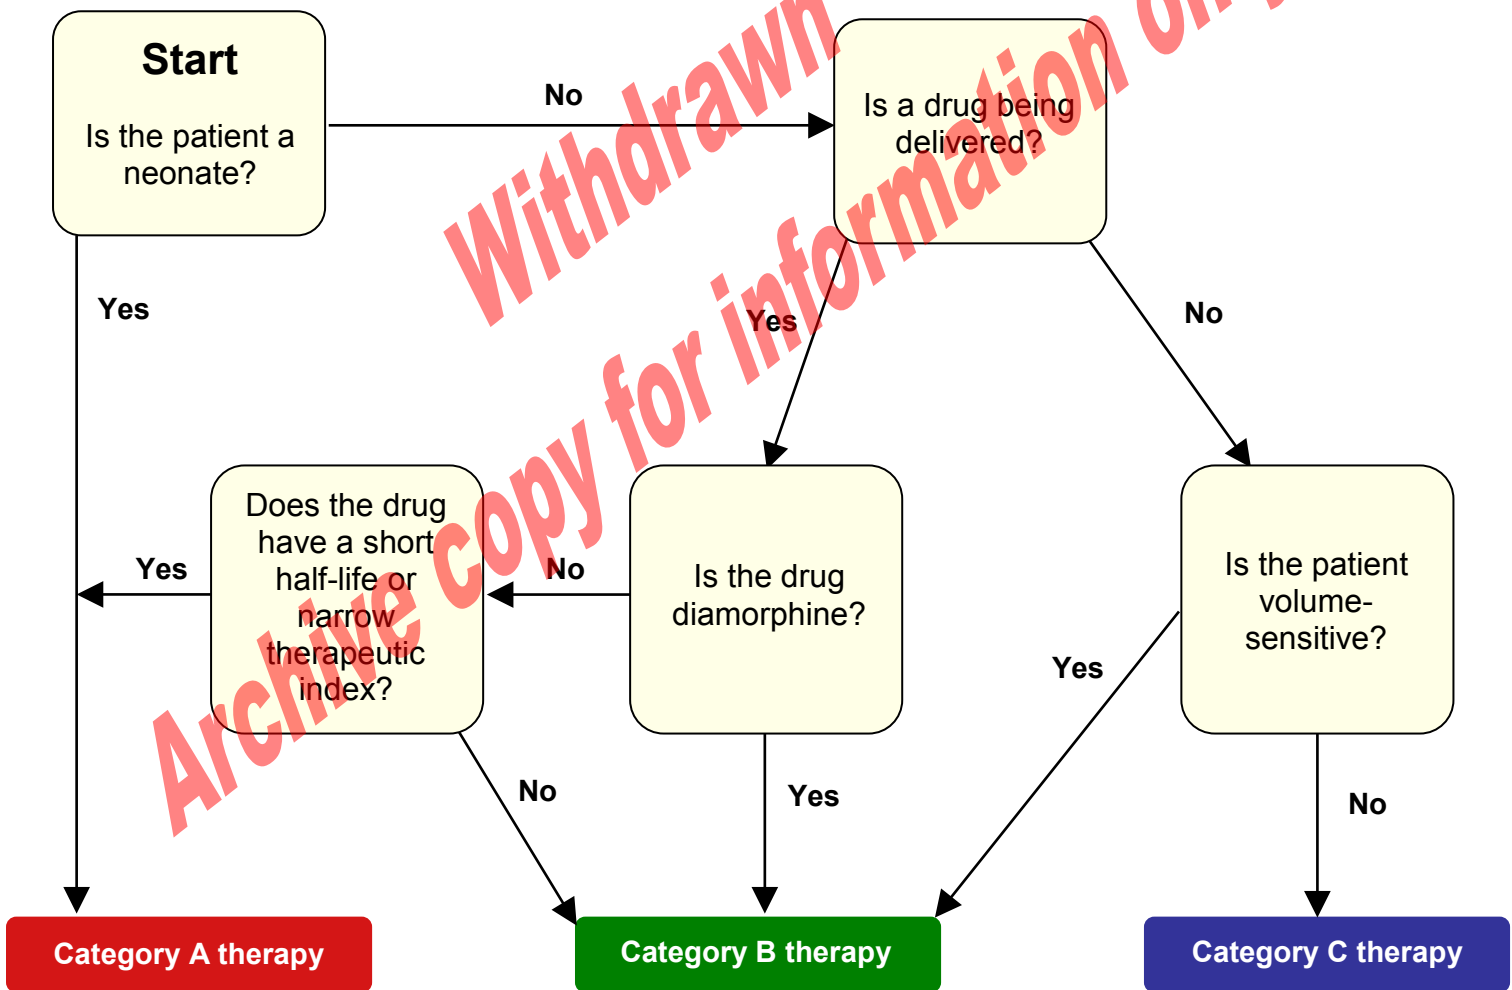 Start
Is the patient a
neonate?
No
Is a drug being
delivered?
Yes
Yes
No
Does the drug
have a short
half-life or
narrow
therapeutic
index?
Yes
No
Is the drug
diamorphine?
Is the patient
volume-
sensitive?
Yes
No
Yes
No
Category A therapy
Category B therapy
Category C therapy
Withdrawn
Archive copy for information